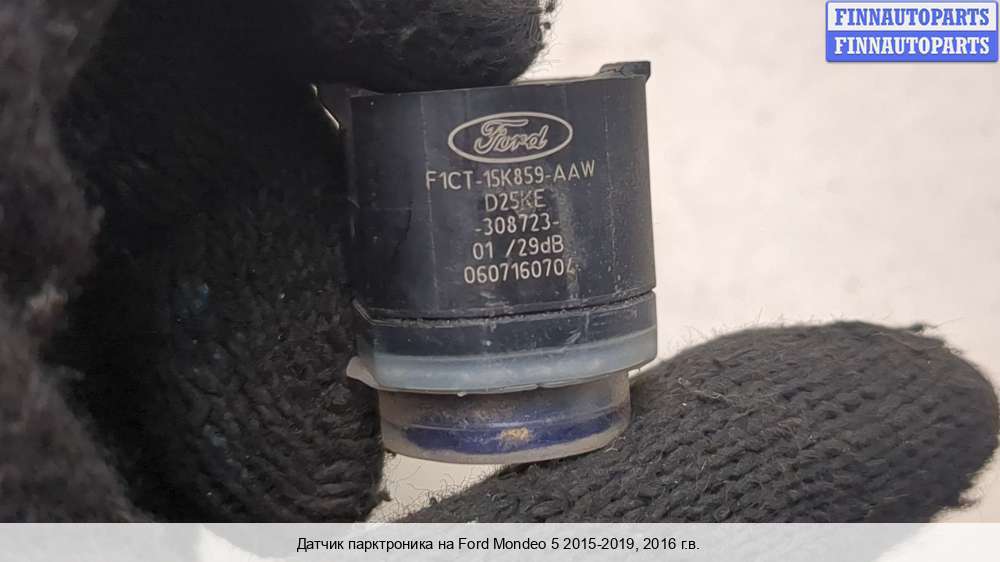 FINNAUTOPARTS
FINNAUTOPARTS
Ford
F1CT-15K859-AAW
D25KE
-308723-
01 /29dB
0607160704
Датчик парктроника на Ford Mondeo 5 2015-2019, 2016 г.в.